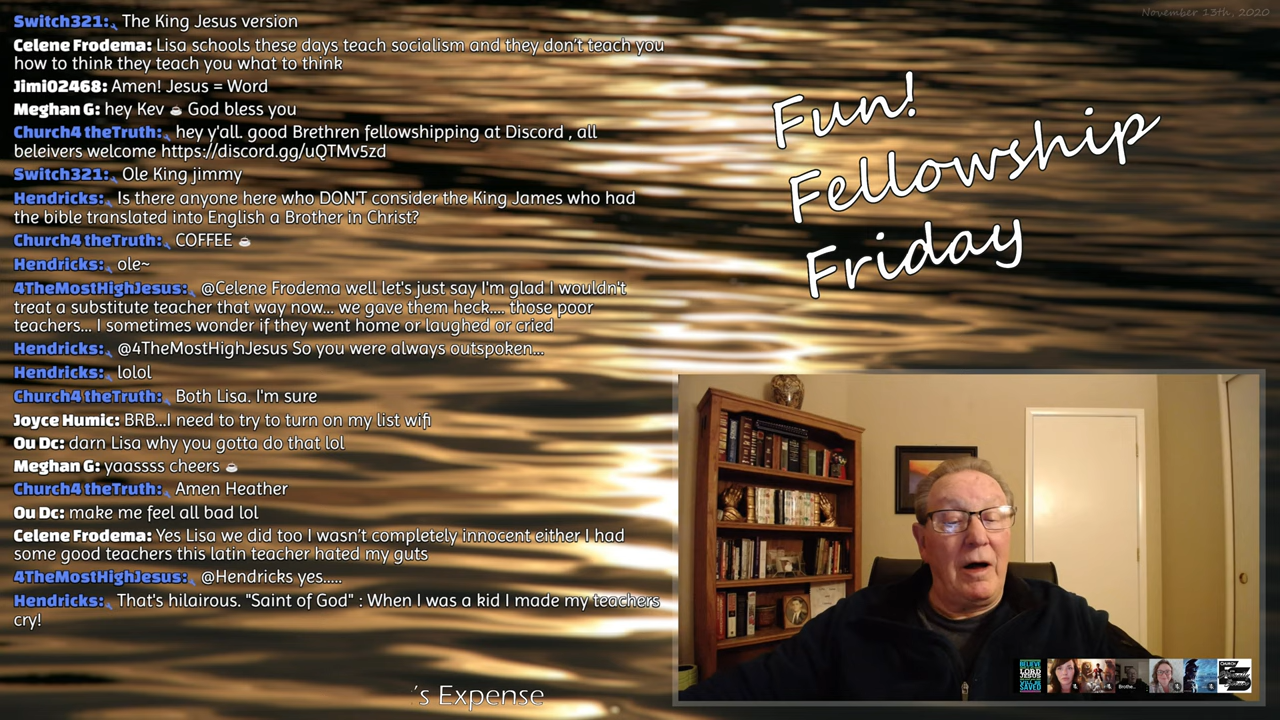 November 13th, 2020
Switch321: The King Jesus version
Celene Frodema: Lisa schools these days teach socialism and they don't teach you
how to think they teach you what to think
Jimi02468: Amen! Jesus = Word
Meghan G: hey Kev ☕ God bless you
Church4theTruth: hey y'all. good Brethren fellowshipping at Discord , all
beleivers welcome https://discord.gg/uQTMv5zd
Switch321: Ole King jimmy
Hendricks: Is there anyone here who DON'T consider the King James who had
the bible translated into English a Brother in Christ?
Church4theTruth: COFFEE ☕
Hendricks: ole~
4TheMostHighJesus: @Celene Frodema well let's just say I'm glad I wouldn't
treat a substitute teacher that way now... we gave them heck.... those poor
teachers... I sometimes wonder if they went home or laughed or cried
Hendricks: @4TheMostHighJesus So you were always outspoken...
Hendricks: lolol
Church4theTruth: Both Lisa. I'm sure
Joyce Humic: BRB...I need to try to turn on my list wifi
Ou Dc: darn Lisa why you gotta do that lol
Meghan G: yaassss cheers ☕
Church4theTruth: Amen Heather
Ou Dc: make me feel all bad lol
Celene Frodema: Yes Lisa we did too I wasn't completely innocent either I had
some good teachers this latin teacher hated my guts
4TheMostHighJesus: @Hendricks yes.....
Hendricks: That's hilairous. "Saint of God" : When I was a kid I made my teachers
cry!
's Expense
Fun!
Fellowship
Friday
BELIEVE
LORD
JESUS
SAVED
Brothe...